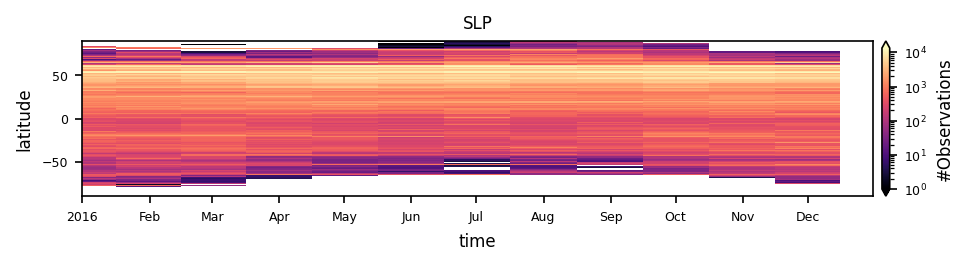 SLP
latitude
50
0
−50
2016 Feb Mar Apr May Jun Jul Aug Sep Oct Nov Dec
time
10^4
10^3
10^2
10^1
10^0
#Observations